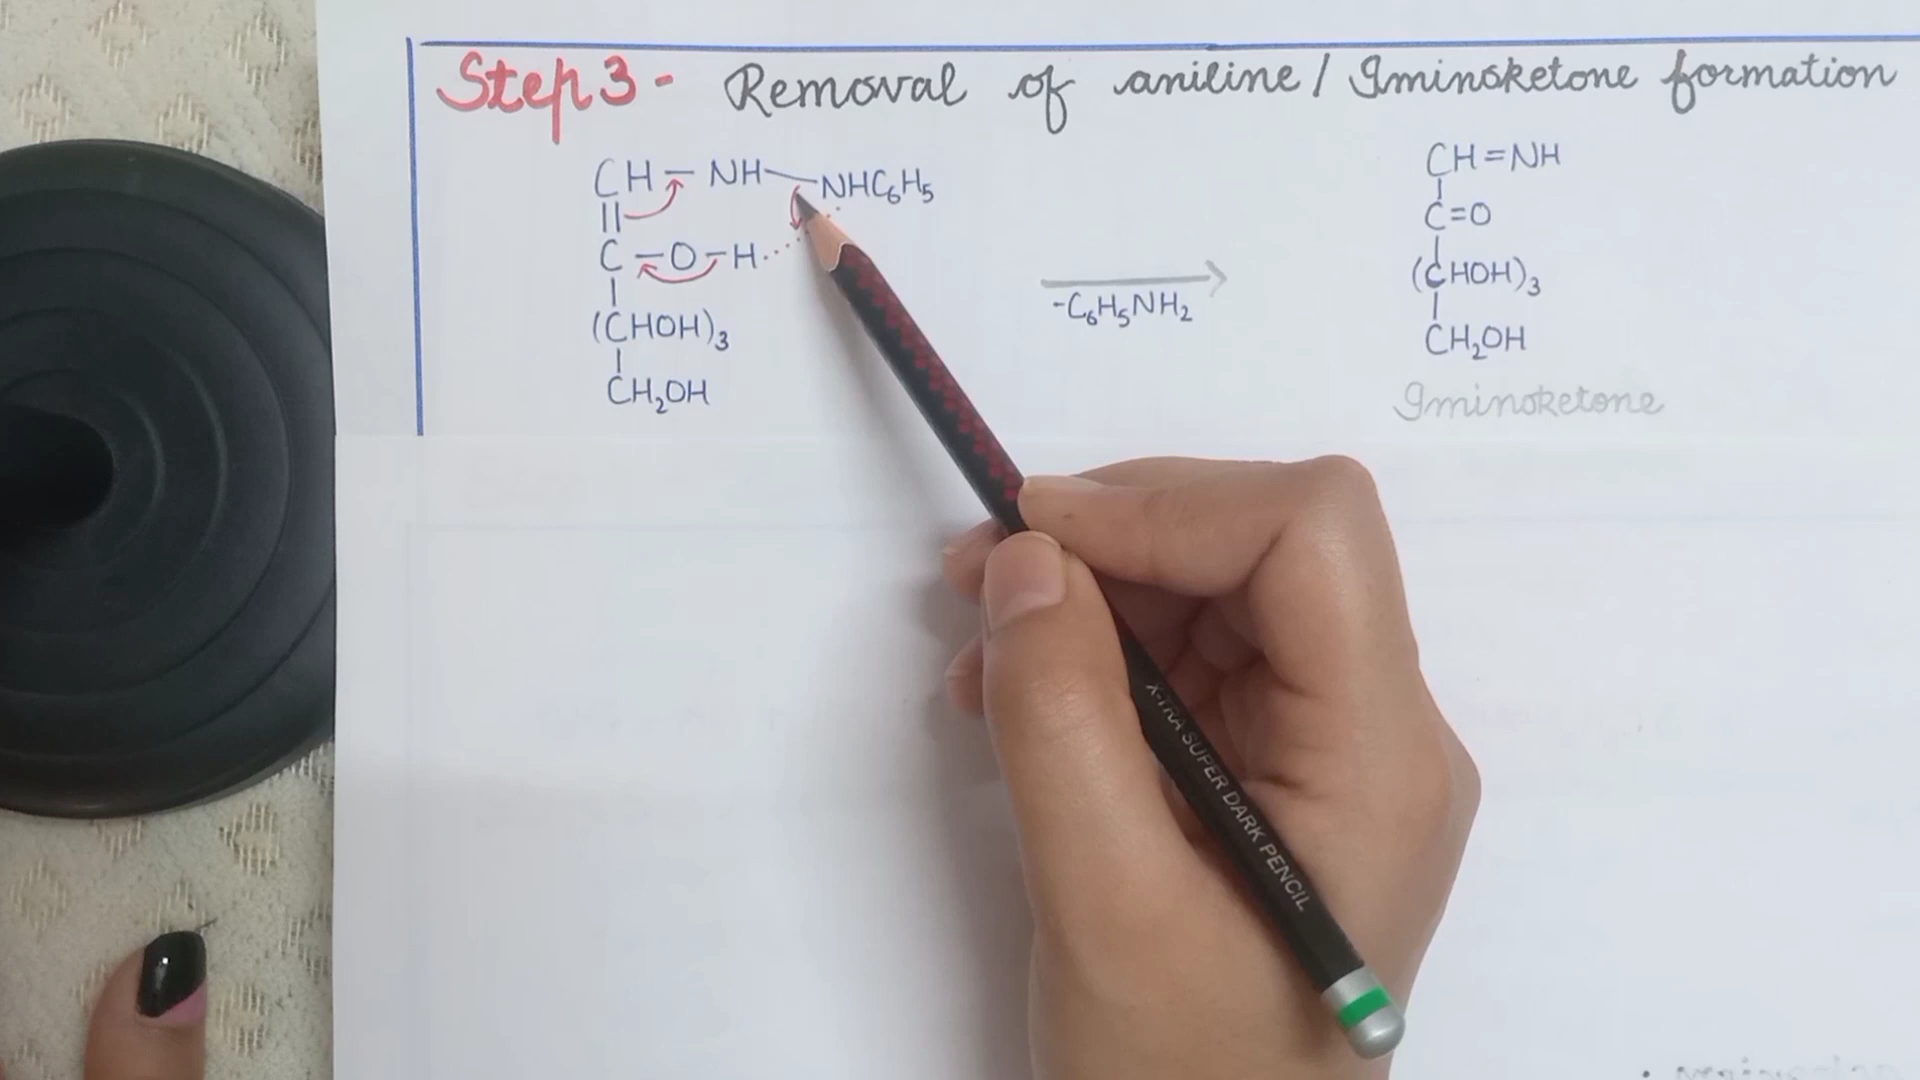 Step 3 - Removal of aniline / Iminoketone formation
CH - NH - NHC₆H₅
||
C - O - H ·····
|
(CHOH)₃
|
CH₂OH
-C₆H₅NH₂
CH = NH
|
C = O
|
(CHOH)₃
|
CH₂OH
Iminoketone
X-TRA SUPER DARK PENCIL